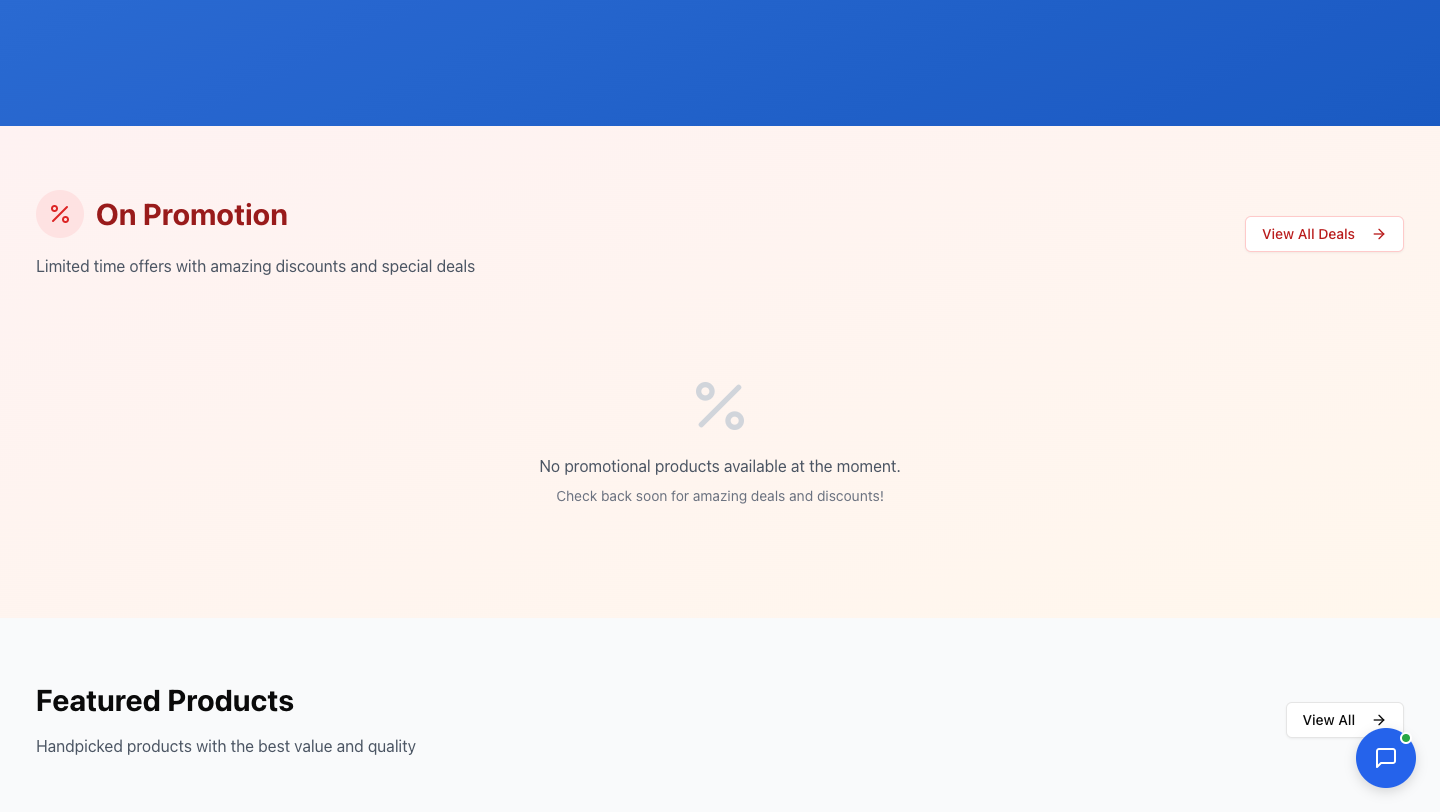 On Promotion
View All Deals
Limited time offers with amazing discounts and special deals
No promotional products available at the moment.
Check back soon for amazing deals and discounts!
Featured Products
View All
Handpicked products with the best value and quality